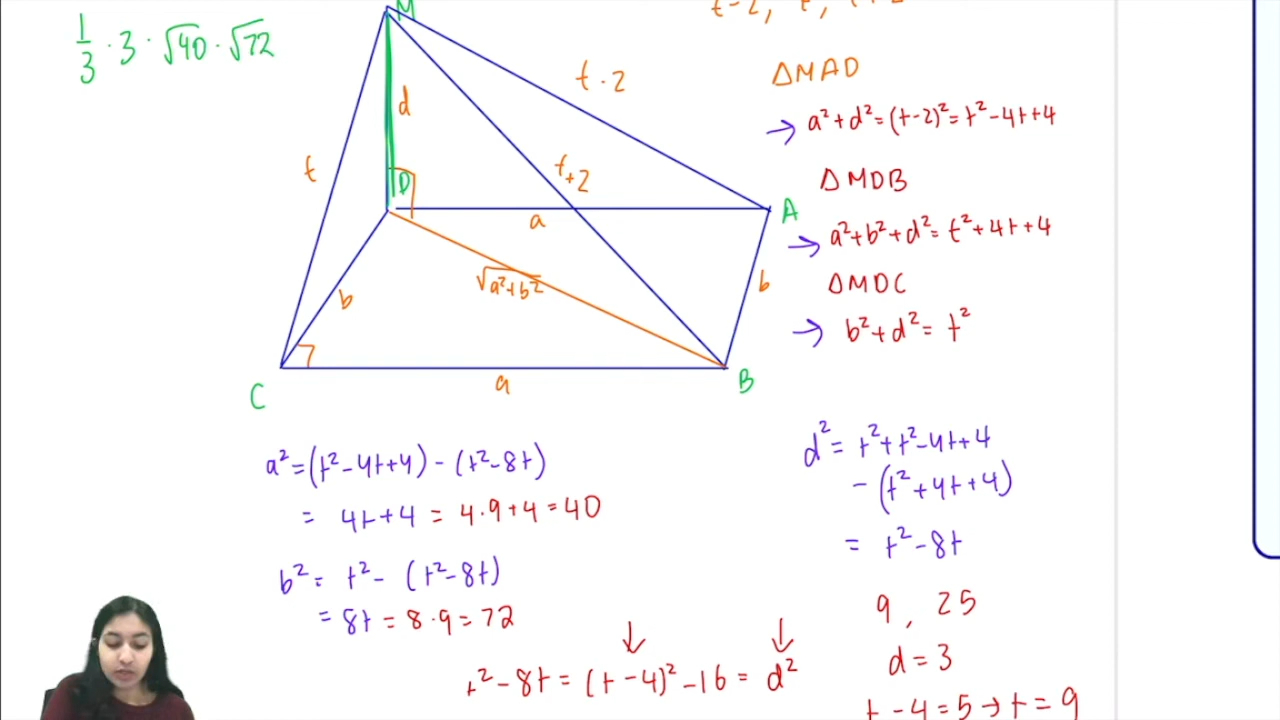 1/3 · 3 · √40 · √72
M
t-2, t, t+2
t-2
ΔMAD
d
→ a²+d²=(t-2)²=t²-4t+4
t
t+2
ΔMDB
D
A
a
→ a²+b²+d²=t²+4t+4
√a²+b²
b
b
ΔMDC
→ b²+d²=t²
C
a
B
a²=(t²-4t+4)-(t²-8t)
= 4t+4 = 4·9+4=40
b²= t²-(t²-8t)
= 8t = 8·9=72
d²= t²+t²-4t+4
-(t²+4t+4)
= t²-8t
9, 25
d=3
t²-8t=(t-4)²-16=d²
t-4=5→t=9